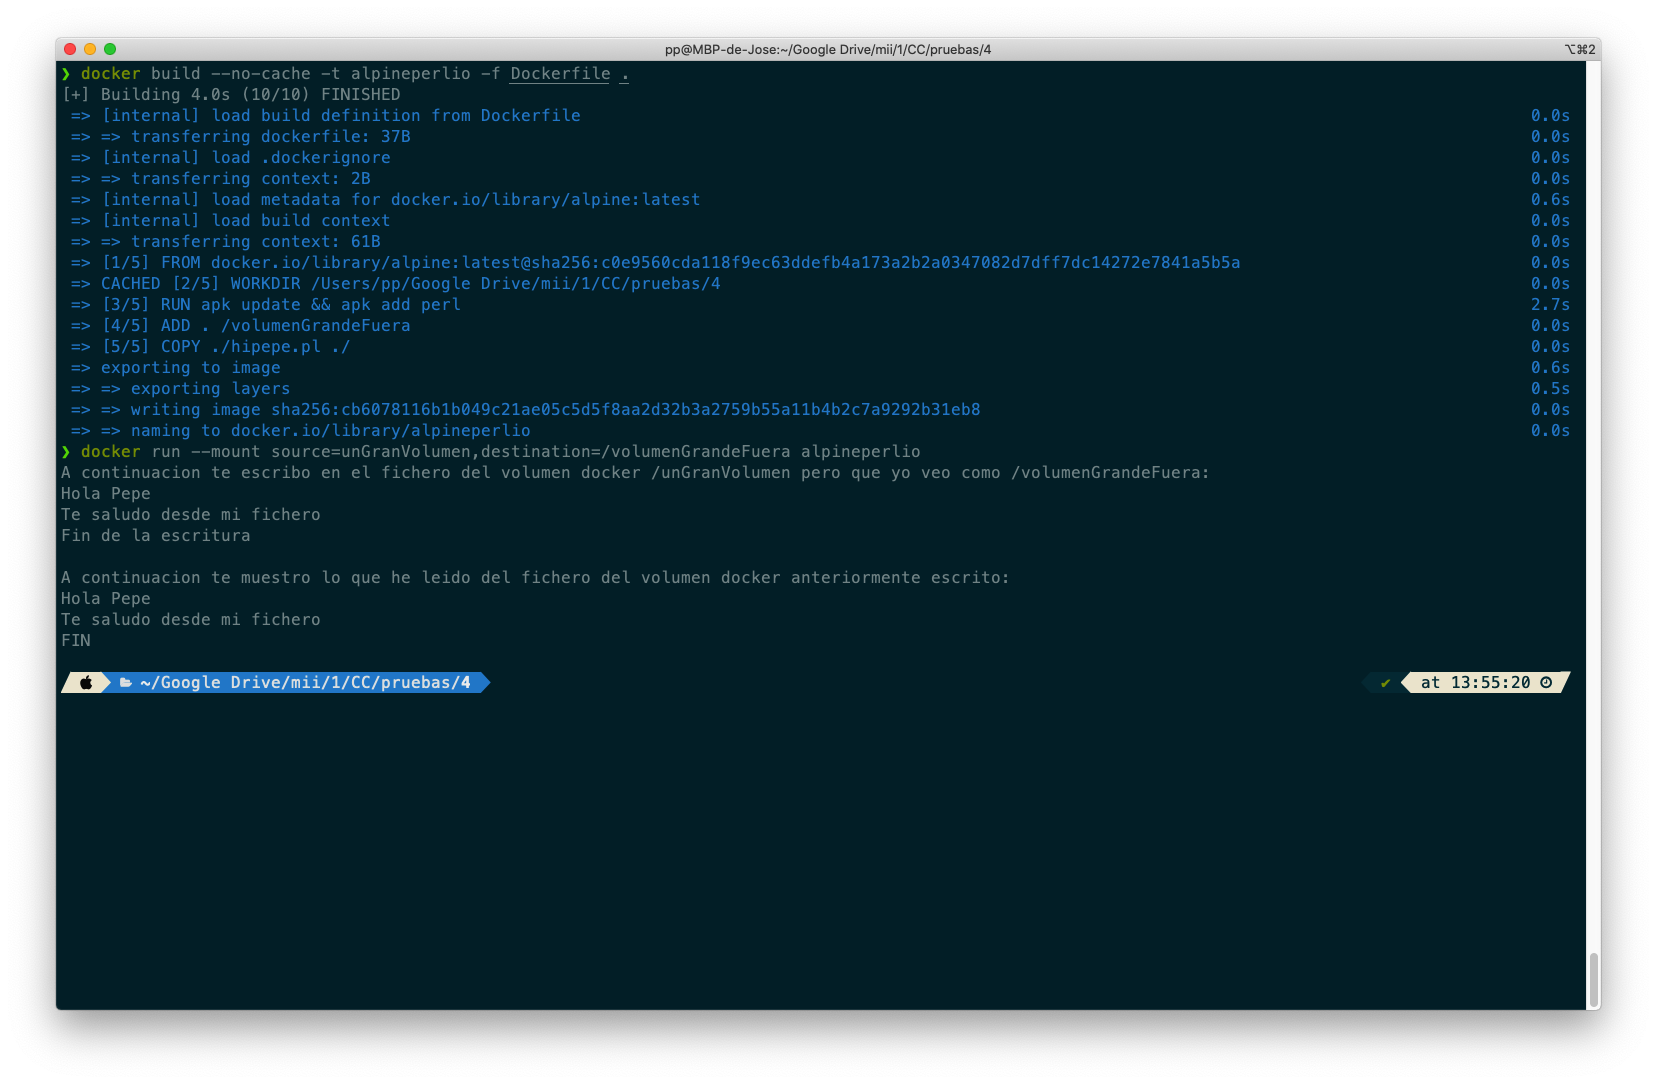 pp@MBP-de-Jose:~/Google Drive/mii/1/CC/pruebas/4 ⌥⌘2
❯ docker build --no-cache -t alpineperlio -f Dockerfile .
[+] Building 4.0s (10/10) FINISHED
=> [internal] load build definition from Dockerfile 0.0s
=> => transferring dockerfile: 37B 0.0s
=> [internal] load .dockerignore 0.0s
=> => transferring context: 2B 0.0s
=> [internal] load metadata for docker.io/library/alpine:latest 0.6s
=> [internal] load build context 0.0s
=> => transferring context: 61B 0.0s
=> [1/5] FROM docker.io/library/alpine:latest@sha256:c0e9560cda118f9ec63ddefb4a173a2b2a0347082d7dff7dc14272e7841a5b5a 0.0s
=> CACHED [2/5] WORKDIR /Users/pp/Google Drive/mii/1/CC/pruebas/4 0.0s
=> [3/5] RUN apk update && apk add perl 2.7s
=> [4/5] ADD . /volumenGrandeFuera 0.0s
=> [5/5] COPY ./hipepe.pl ./ 0.0s
=> exporting to image 0.6s
=> => exporting layers 0.5s
=> => writing image sha256:cb6078116b1b049c21ae05c5d5f8aa2d32b3a2759b55a11b4b2c7a9292b31eb8 0.0s
=> => naming to docker.io/library/alpineperlio 0.0s
❯ docker run --mount source=unGranVolumen,destination=/volumenGrandeFuera alpineperlio
A continuacion te escribo en el fichero del volumen docker /unGranVolumen pero que yo veo como /volumenGrandeFuera:
Hola Pepe
Te saludo desde mi fichero
Fin de la escritura
A continuacion te muestro lo que he leido del fichero del volumen docker anteriormente escrito:
Hola Pepe
Te saludo desde mi fichero
FIN
~/Google Drive/mii/1/CC/pruebas/4 ✔ at 13:55:20